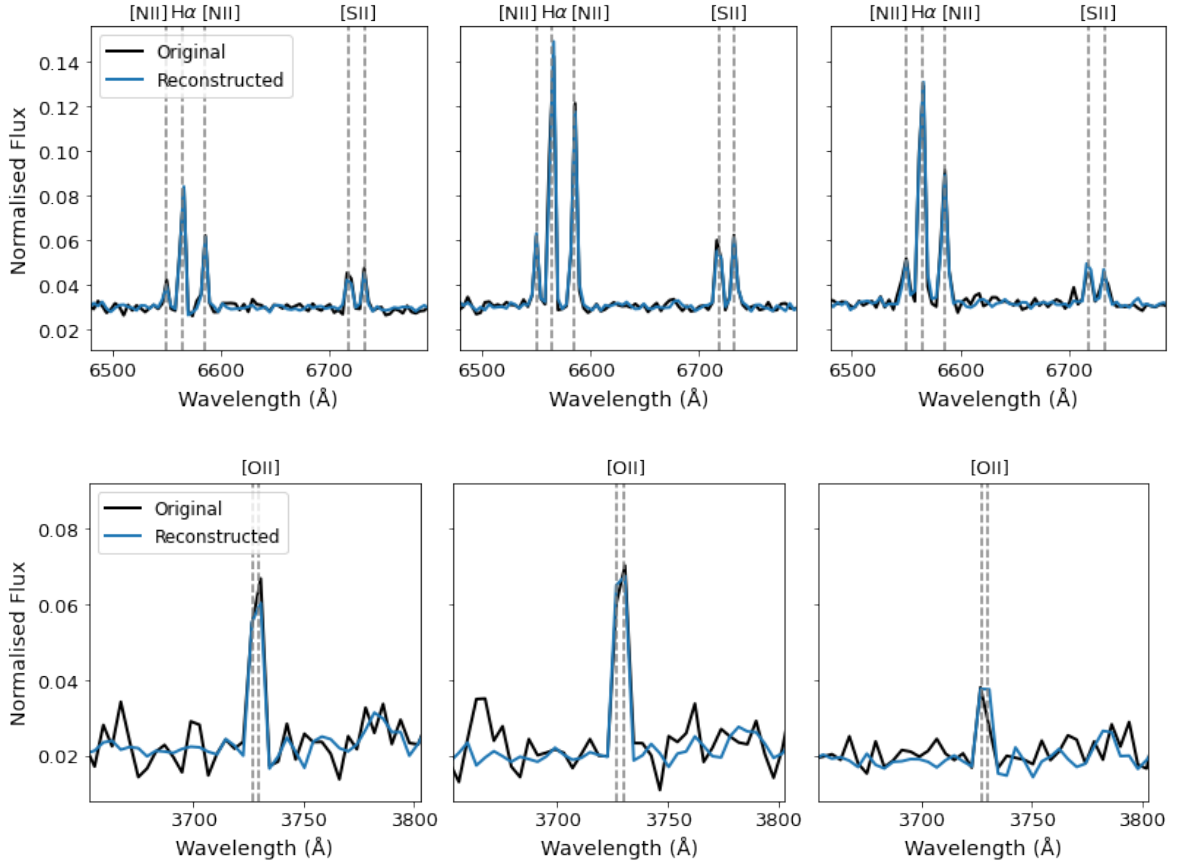 [NII] Hα [NII] [SII] [NII] Hα [NII] [SII] [NII] Hα [NII] [SII]
Original
Reconstructed
0.14
0.12
0.10
0.08
0.06
0.04
0.02
Normalised Flux
6500 6600 6700 6500 6600 6700 6500 6600 6700
Wavelength (Å) Wavelength (Å) Wavelength (Å)
[OII] [OII] [OII]
Original
Reconstructed
0.08
0.06
0.04
0.02
Normalised Flux
3700 3750 3800 3700 3750 3800 3700 3750 3800
Wavelength (Å) Wavelength (Å) Wavelength (Å)